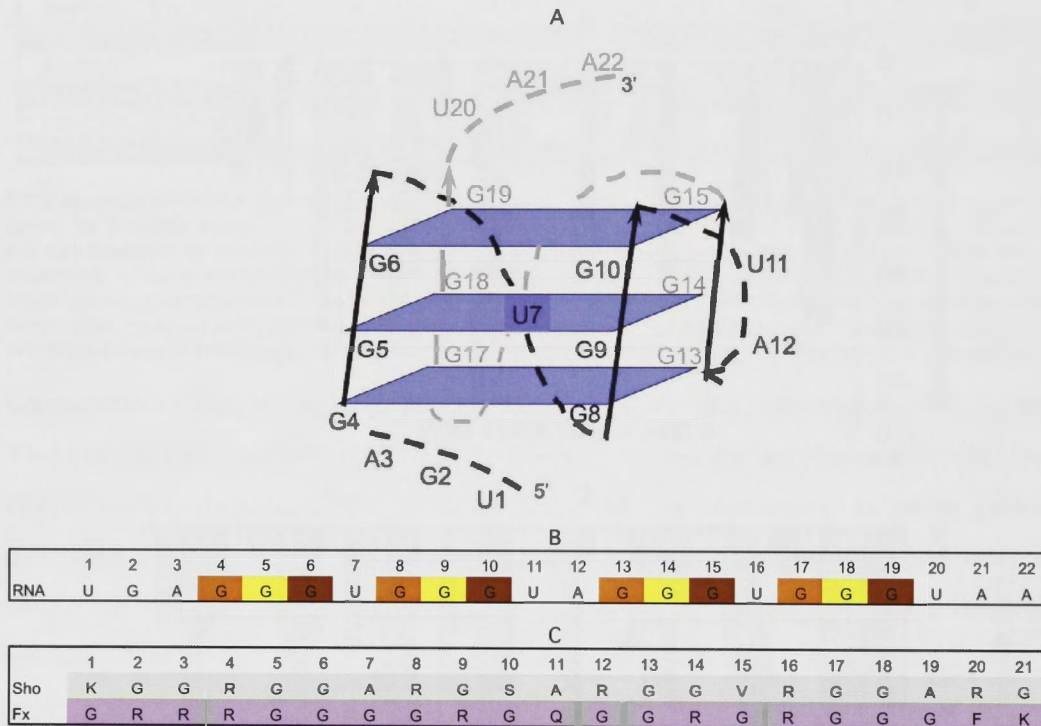 A
A22
A21
3'
U20
G19
G15
G6
G10
U11
G18
G14
U7
G5
G9
A12
G17
G13
G4
G8
A3
G2
U1
5'
B
1 2 3 4 5 6 7 8 9 10 11 12 13 14 15 16 17 18 19 20 21 22
RNA U G A G G G U G G G U A G G G U G G G U A A
C
1 2 3 4 5 6 7 8 9 10 11 12 13 14 15 16 17 18 19 20 21
Sho K G G R G G A R G S A R G G V R G G A R G
Fx G R R R G G G G R G Q G G R G R G G G F K